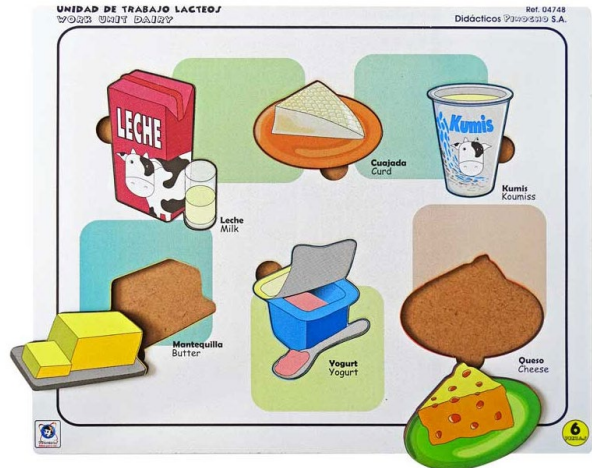 UNIDAD DE TRABAJO LACTEOS
WORK UNIT DAIRY
Ref. 04748
Didácticos PINOCHO S.A.
LECHE
Leche
Milk
Cuajada
Curd
Kumis
Kumis
Koumiss
Mantequilla
Butter
Yogurt
Yogurt
Queso
Cheese
6
PIEZAS